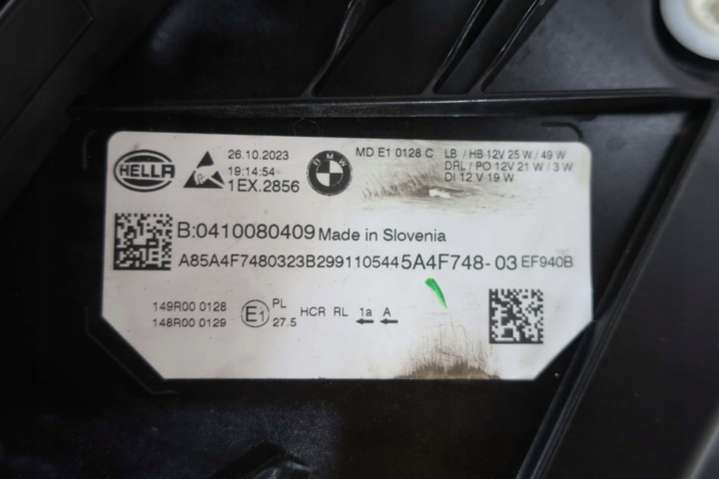 HELLA
26.10.2023
19:14:54
1EX.2856
BMW
MD E1 0128 C
LB / HB 12V 25 W / 49 W
DRL / PO 12V 21 W / 3 W
DI 12 V 19 W
B:0410080409 Made in Slovenia
A85A4F7480323B2991105445A4F748-03 EF940B
149R00 0128
148R00 0129
E1
PL
27.5
HCR RL 1a A